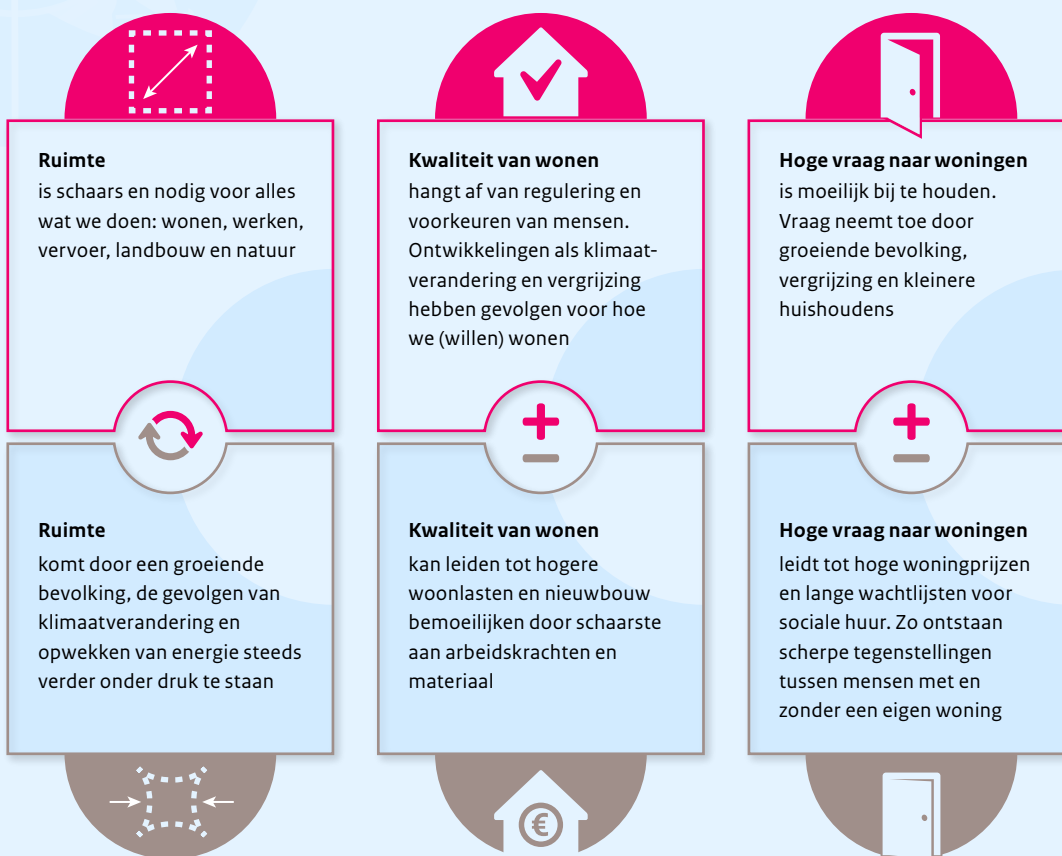 Ruimte
is schaars en nodig voor alles
wat we doen: wonen, werken,
vervoer, landbouw en natuur
Kwaliteit van wonen
hangt af van regulering en
voorkeuren van mensen.
Ontwikkelingen als klimaat-
verandering en vergrijzing
hebben gevolgen voor hoe
we (willen) wonen
Hoge vraag naar woningen
is moeilijk bij te houden.
Vraag neemt toe door
groeiende bevolking,
vergrijzing en kleinere
huishoudens
Ruimte
komt door een groeiende
bevolking, de gevolgen van
klimaatverandering en
opwekken van energie steeds
verder onder druk te staan
Kwaliteit van wonen
kan leiden tot hogere
woonlasten en nieuwbouw
bemoeilijken door schaarste
aan arbeidskrachten en
materiaal
Hoge vraag naar woningen
leidt tot hoge woningprijzen
en lange wachtlijsten voor
sociale huur. Zo ontstaan
scherpe tegenstellingen
tussen mensen met en
zonder een eigen woning
€